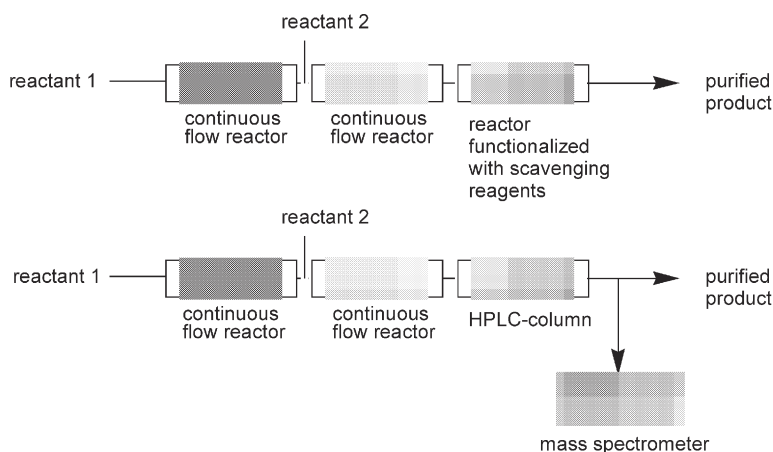 reactant 2
reactant 1
purified
product
continuous
flow reactor
continuous
flow reactor
reactor
functionalized
with scavenging
reagents
reactant 2
reactant 1
purified
product
continuous
flow reactor
continuous
flow reactor
HPLC-column
mass spectrometer